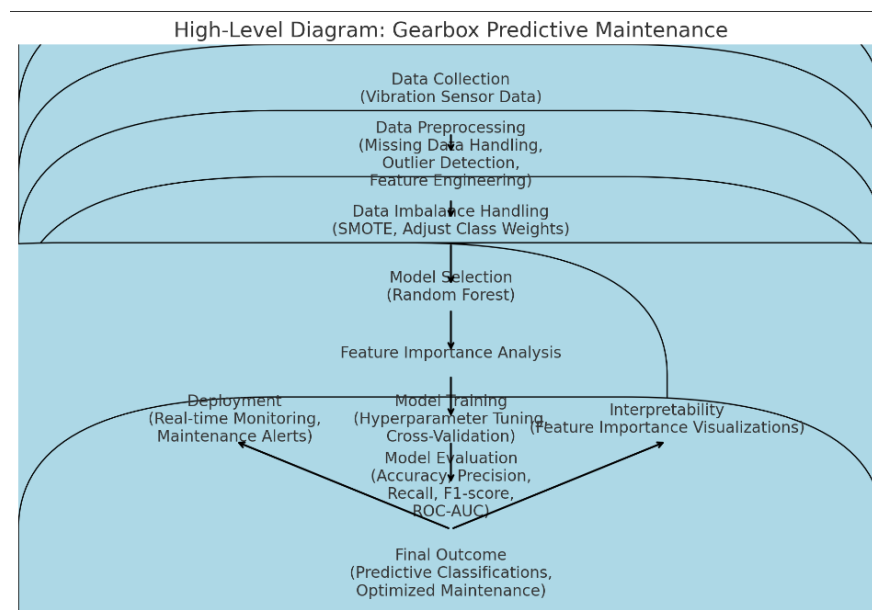 High-Level Diagram: Gearbox Predictive Maintenance
Data Collection
(Vibration Sensor Data)
Data Preprocessing
(Missing Data Handling,
Outlier Detection,
Feature Engineering)
Data Imbalance Handling
(SMOTE, Adjust Class Weights)
Model Selection
(Random Forest)
Feature Importance Analysis
Deployment
(Real-time Monitoring,
Maintenance Alerts)
Model Training
(Hyperparameter Tuning,
Cross-Validation)
Interpretability
(Feature Importance Visualizations)
Model Evaluation
(Accuracy, Precision,
Recall, F1-score,
ROC-AUC)
Final Outcome
(Predictive Classifications,
Optimized Maintenance)